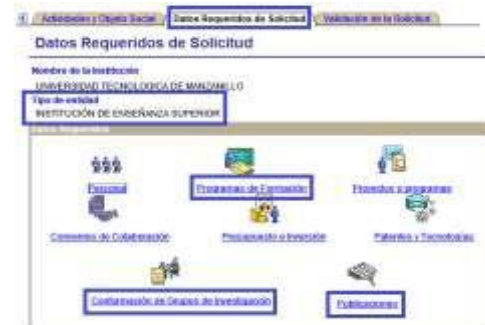 Actividades y Objeto Social
Datos Requeridos de Solicitud
Validación de la Solicitud
Datos Requeridos de Solicitud
Nombre de la Institución
UNIVERSIDAD TECNOLOGICA DE MANZANILLO
Tipo de entidad
INSTITUCIÓN DE ENSEÑANZA SUPERIOR
Datos Requeridos
Personal
Programas de Formación
Proyectos o programas
Convenios de Colaboración
Presupuesto e Inversión
Patentes y Tecnologías
Conformación de Grupos de Investigación
Publicaciones